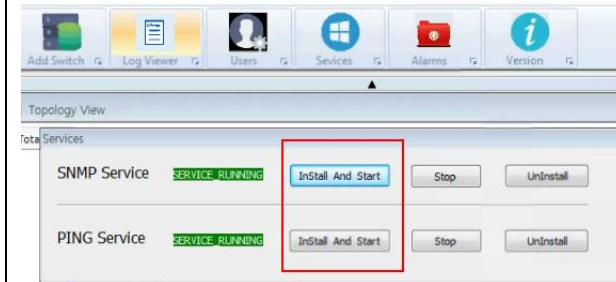 Add Switch Log Viewer Users Sevices Alarms Version
Topology View
Tota Services
SNMP Service SERVICE_RUNNING InStall And Start Stop UnInstall
PING Service SERVICE_RUNNING InStall And Start Stop UnInstall